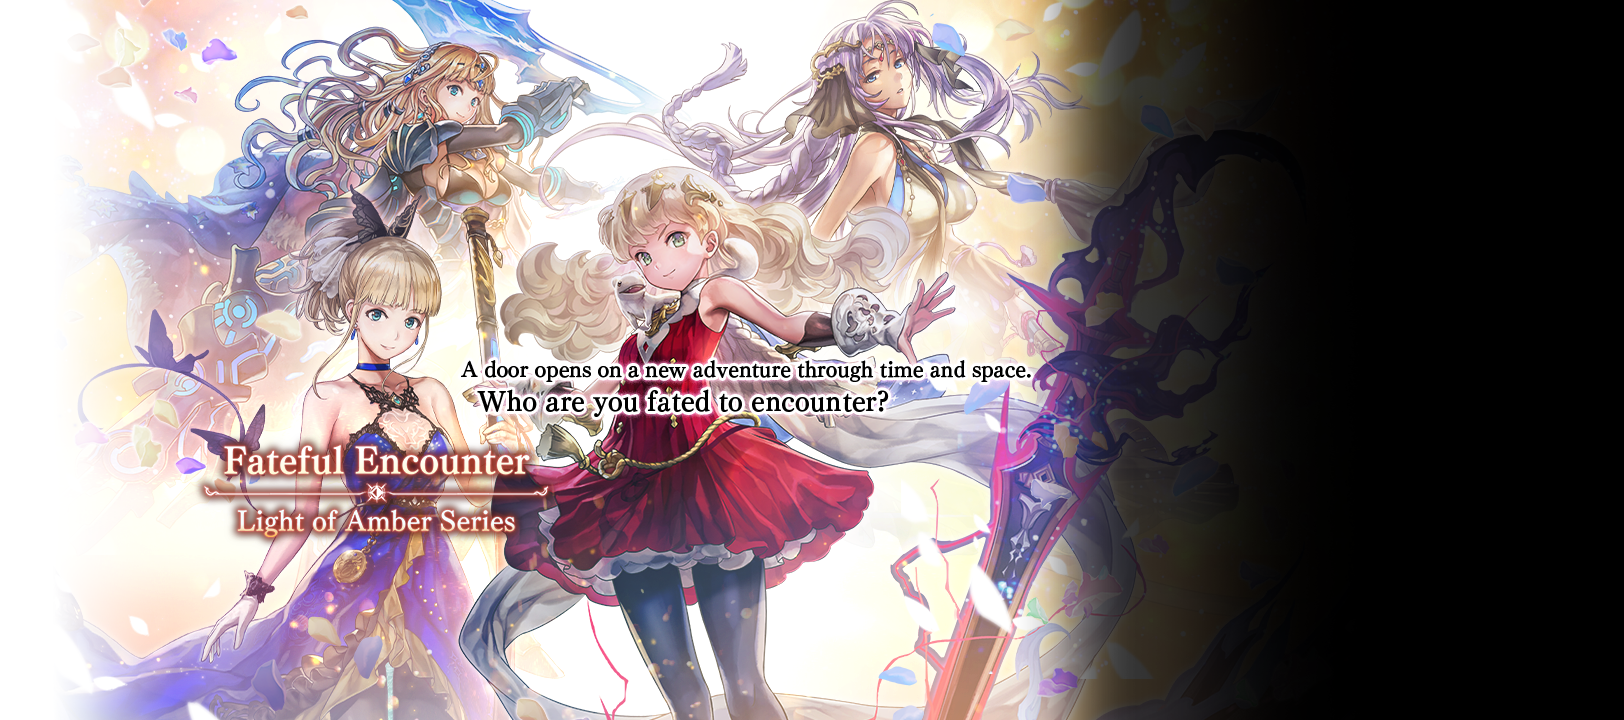 A door opens on a new adventure through time and space.
Who are you fated to encounter?
Fateful Encounter
Light of Amber Series